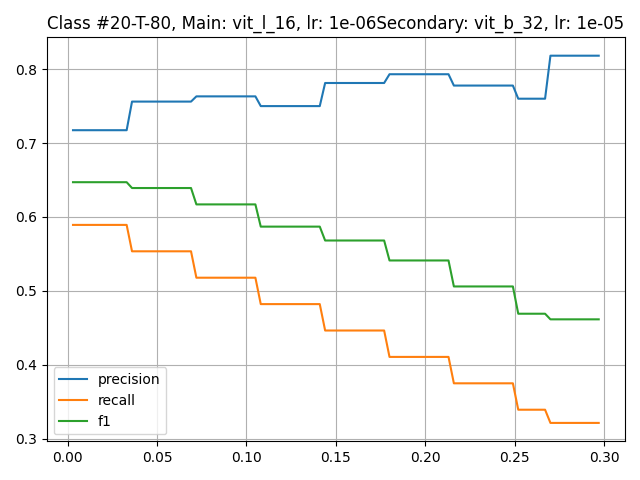 Class #20-T-80, Main: vit_l_16, lr: 1e-06Secondary: vit_b_32, lr: 1e-05
0.8
0.7
0.6
0.5
0.4
0.3
precision
recall
f1
0.00 0.05 0.10 0.15 0.20 0.25 0.30